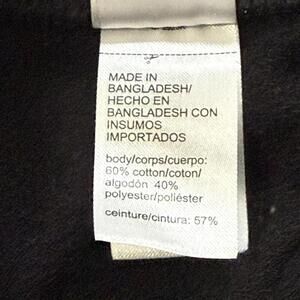 MADE IN
BANGLADESH/
HECHO EN
BANGLADESH CON
INSUMOS
IMPORTADOS
body/corps/cuerpo:
60% cotton/coton/
algodón 40%
polyester/poliéster
ceinture/cintura: 57%